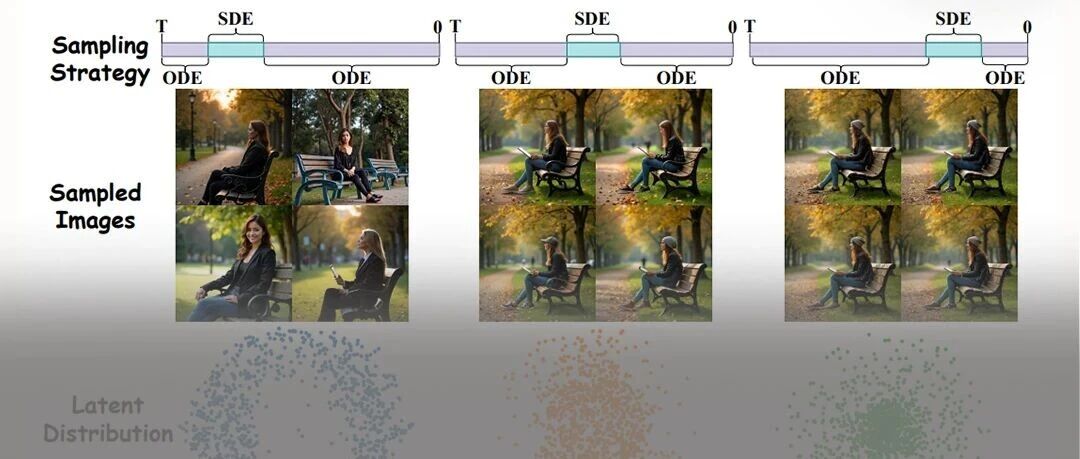 T SDE 0 T SDE 0 T SDE 0
Sampling
Strategy
ODE ODE ODE ODE ODE ODE
Sampled
Images
Latent
Distribution